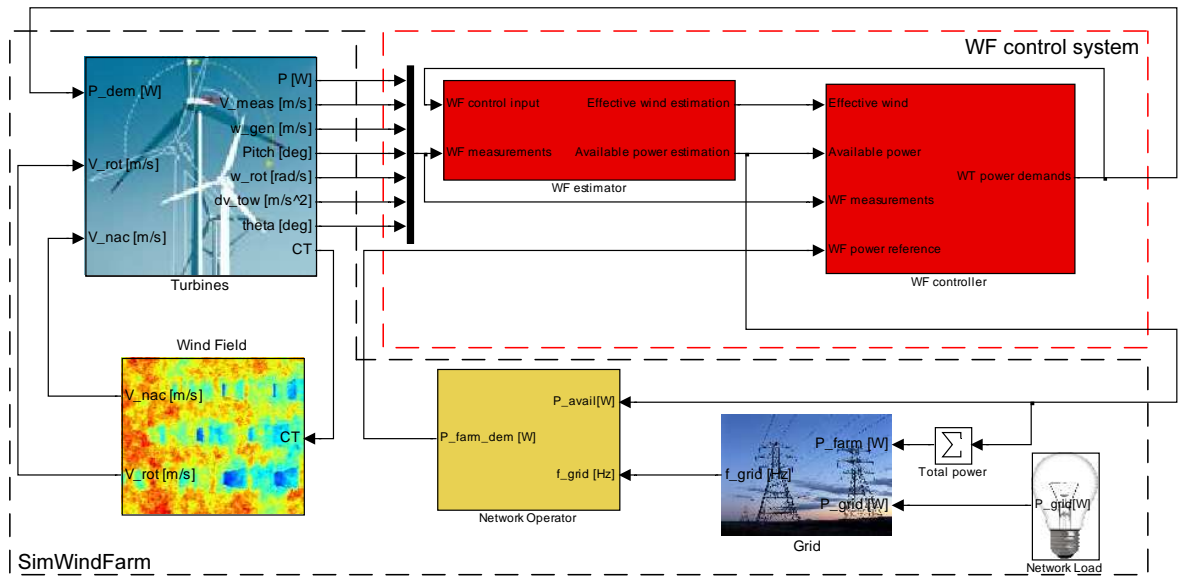 WF control system
P_dem [W]
V_rot [m/s]
V_nac [m/s]
P [W]
V_meas [m/s]
w_gen [m/s]
Pitch [deg]
w_rot [rad/s]
dv_tow [m/s^2]
theta [deg]
CT
Turbines
WF control input
WF measurements
Effective wind estimation
Available power estimation
WF estimator
Effective wind
Available power
WF measurements
WF power reference
WT power demands
WF controller
Wind Field
V_nac [m/s]
CT
V_rot [m/s]
P_avail[W]
P_farm_dem [W]
f_grid [Hz]
Network Operator
P_farm [W]
f_grid [Hz]
P_grid [W]
Grid
Σ
Total power
P_grid[W]
Network Load
SimWindFarm